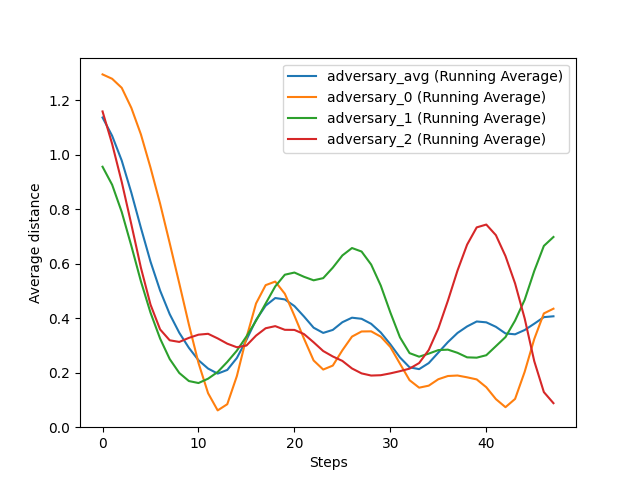 adversary_avg (Running Average)
adversary_0 (Running Average)
adversary_1 (Running Average)
adversary_2 (Running Average)
1.2
1.0
0.8
0.6
0.4
0.2
0.0
Average distance
0 10 20 30 40
Steps